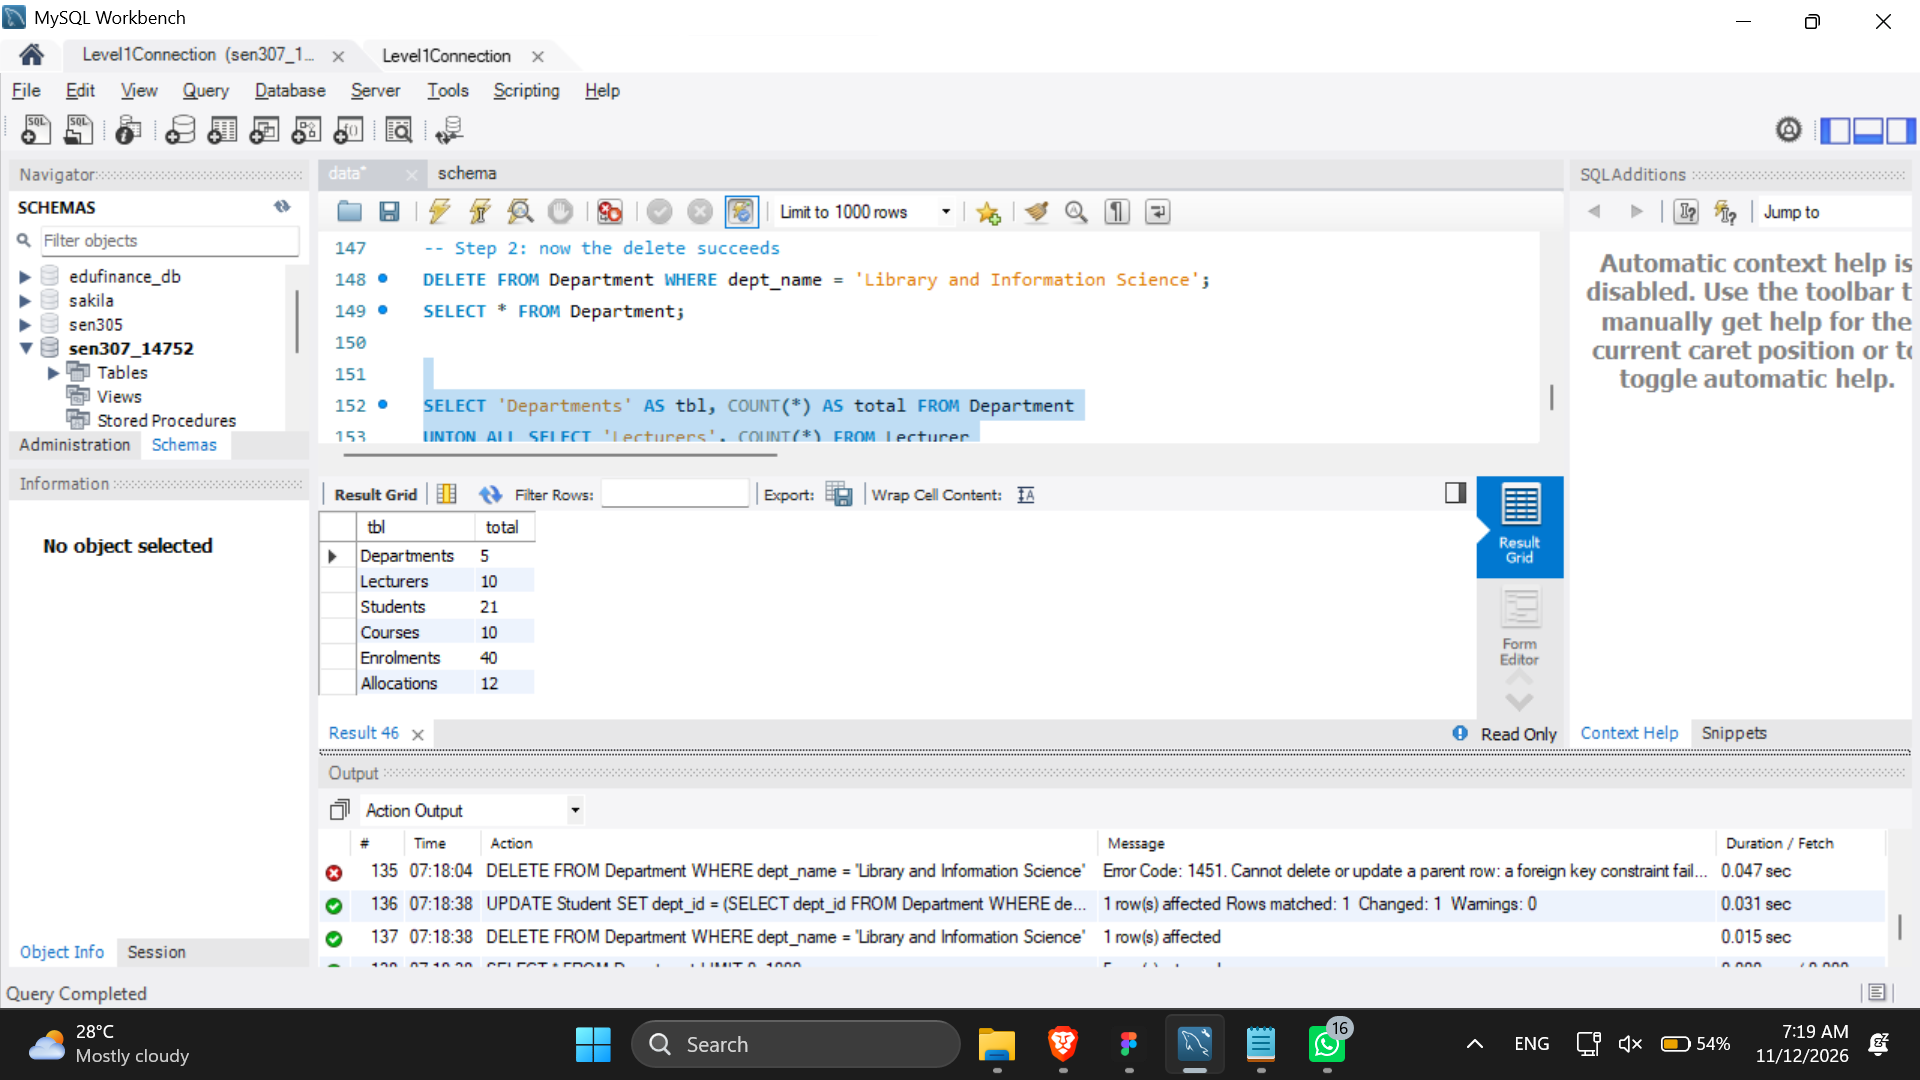 MySQL Workbench
Level1Connection (sen307_1...
Level1Connection
File Edit View Query Database Server Tools Scripting Help
Navigator
SCHEMAS
Filter objects
edufinance_db
sakila
sen305
sen307_14752
Tables
Views
Stored Procedures
Administration Schemas
Information
No object selected
Object Info Session
data* schema
Limit to 1000 rows
147 -- Step 2: now the delete succeeds
148 DELETE FROM Department WHERE dept_name = 'Library and Information Science';
149 SELECT * FROM Department;
150
151
152 SELECT 'Departments' AS tbl, COUNT(*) AS total FROM Department
153 UNION ALL SELECT 'Lecturers', COUNT(*) FROM Lecturer
Result Grid Filter Rows: Export: Wrap Cell Content:
tbl total
Departments 5
Lecturers 10
Students 21
Courses 10
Enrolments 40
Allocations 12
Result Grid
Form Editor
Result 46 Read Only
SQLAdditions
Jump to
Automatic context help is
disabled. Use the toolbar t
manually get help for the
current caret position or to
toggle automatic help.
Context Help Snippets
Output
Action Output
# Time Action Message Duration / Fetch
135 07:18:04 DELETE FROM Department WHERE dept_name = 'Library and Information Science' Error Code: 1451. Cannot delete or update a parent row: a foreign key constraint fail... 0.047 sec
136 07:18:38 UPDATE Student SET dept_id = (SELECT dept_id FROM Department WHERE de... 1 row(s) affected Rows matched: 1 Changed: 1 Warnings: 0 0.031 sec
137 07:18:38 DELETE FROM Department WHERE dept_name = 'Library and Information Science' 1 row(s) affected 0.015 sec
Query Completed
28°C
Mostly cloudy
Search
16
ENG
54%
7:19 AM
11/12/2026